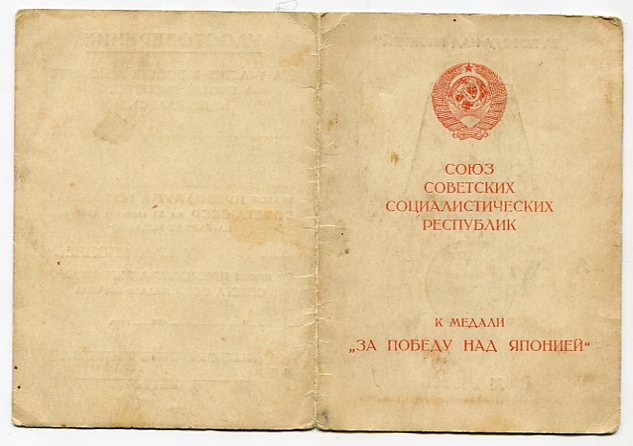 СОЮЗ
СОВЕТСКИХ
СОЦИАЛИСТИЧЕСКИХ
РЕСПУБЛИК
К МЕДАЛИ
„ЗА ПОБЕДУ НАД ЯПОНИЕЙ“